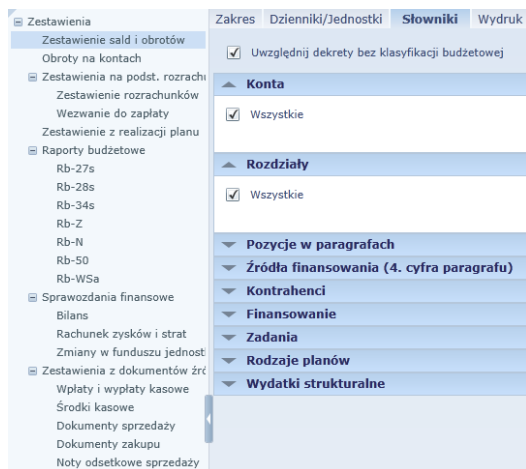 Zestawienia
Zestawienie sald i obrotów
Obroty na kontach
Zestawienia na podst. rozrach
Zestawienie rozrachunków
Wezwanie do zapłaty
Zestawienie z realizacji planu
Raporty budżetowe
Rb-27s
Rb-28s
Rb-34s
Rb-Z
Rb-N
Rb-50
Rb-WSa
Sprawozdania finansowe
Bilans
Rachunek zysków i strat
Zmiany w funduszu jednost
Zestawienia z dokumentów źró
Wpłaty i wypłaty kasowe
Środki kasowe
Dokumenty sprzedaży
Dokumenty zakupu
Noty odsetkowe sprzedaży
Zakres Dzienniki/Jednostki Słowniki Wydruk
Uwzględnij dekrety bez klasyfikacji budżetowej
Konta
Wszystkie
Rozdziały
Wszystkie
Pozycje w paragrafach
Źródła finansowania (4. cyfra paragrafu)
Kontrahenci
Finansowanie
Zadania
Rodzaje planów
Wydatki strukturalne